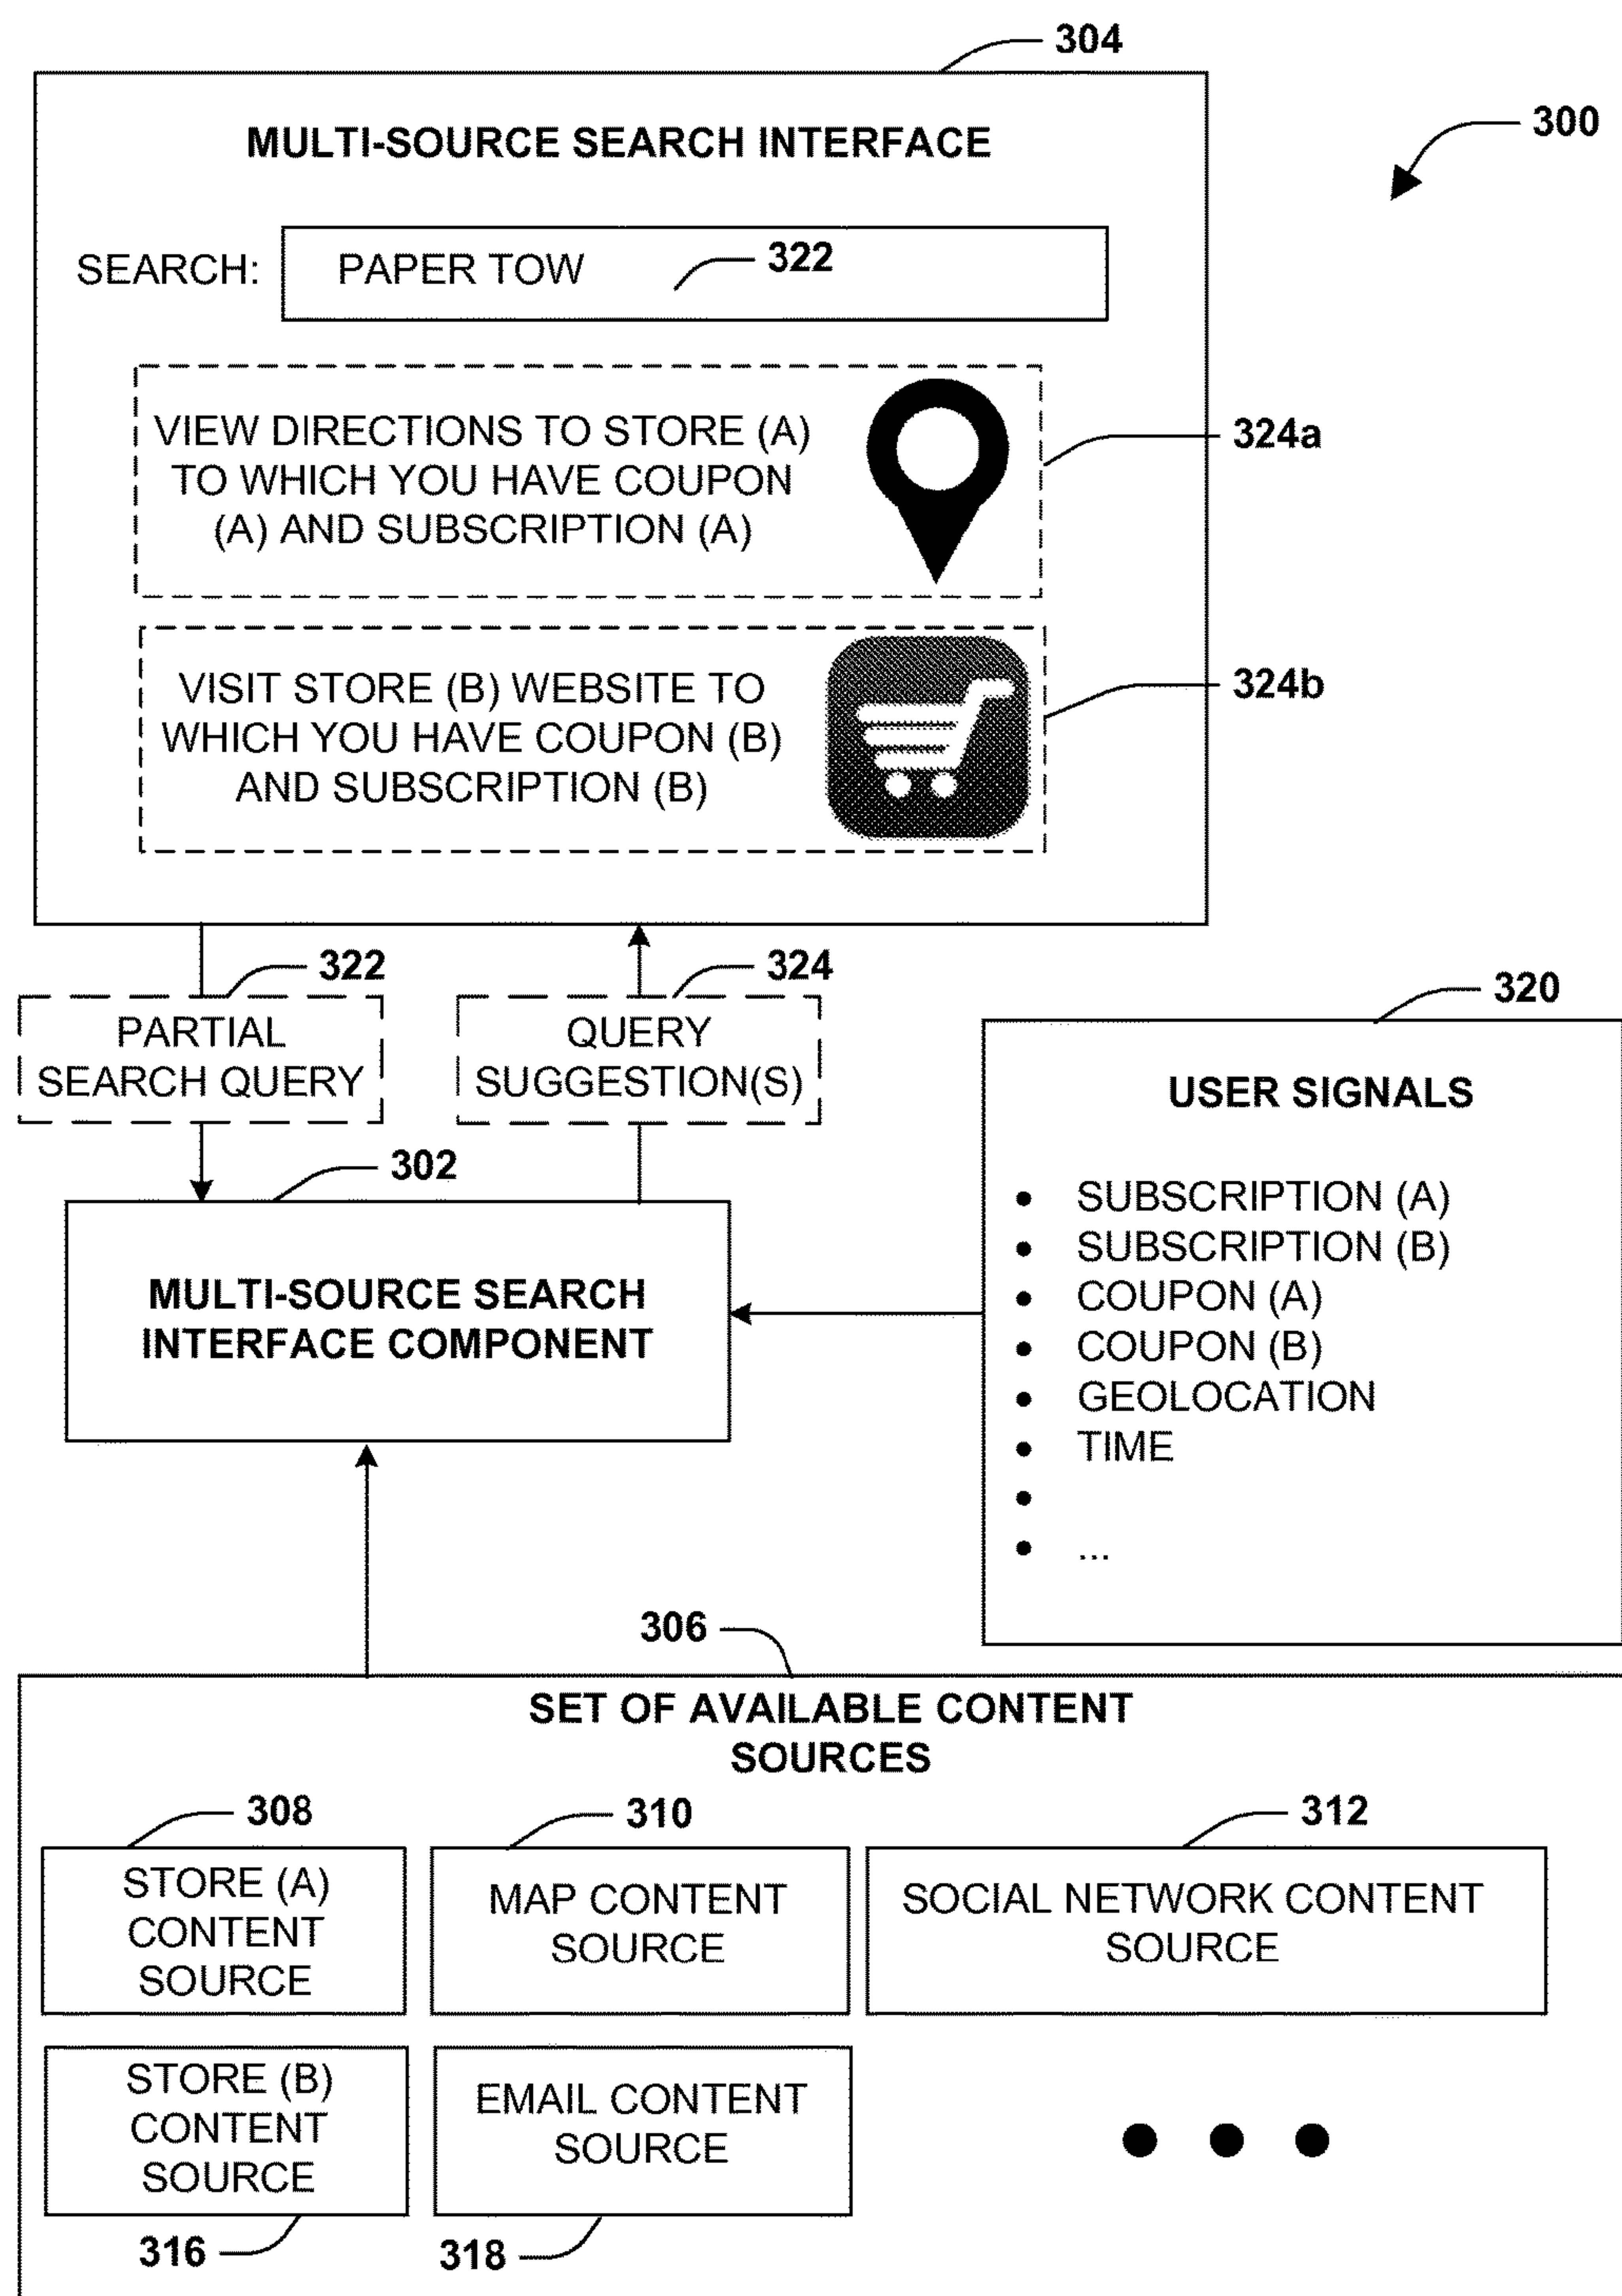 304
300
MULTI-SOURCE SEARCH INTERFACE
SEARCH: PAPER TOW 322
VIEW DIRECTIONS TO STORE (A)
TO WHICH YOU HAVE COUPON
(A) AND SUBSCRIPTION (A)
324a
VISIT STORE (B) WEBSITE TO
WHICH YOU HAVE COUPON (B)
AND SUBSCRIPTION (B)
324b
322
PARTIAL
SEARCH QUERY
324
QUERY
SUGGESTION(S)
320
USER SIGNALS
• SUBSCRIPTION (A)
• SUBSCRIPTION (B)
• COUPON (A)
• COUPON (B)
• GEOLOCATION
• TIME
•
• ...
302
MULTI-SOURCE SEARCH
INTERFACE COMPONENT
306
SET OF AVAILABLE CONTENT
SOURCES
308
STORE (A)
CONTENT
SOURCE
310
MAP CONTENT
SOURCE
312
SOCIAL NETWORK CONTENT
SOURCE
STORE (B)
CONTENT
SOURCE
316
EMAIL CONTENT
SOURCE
318